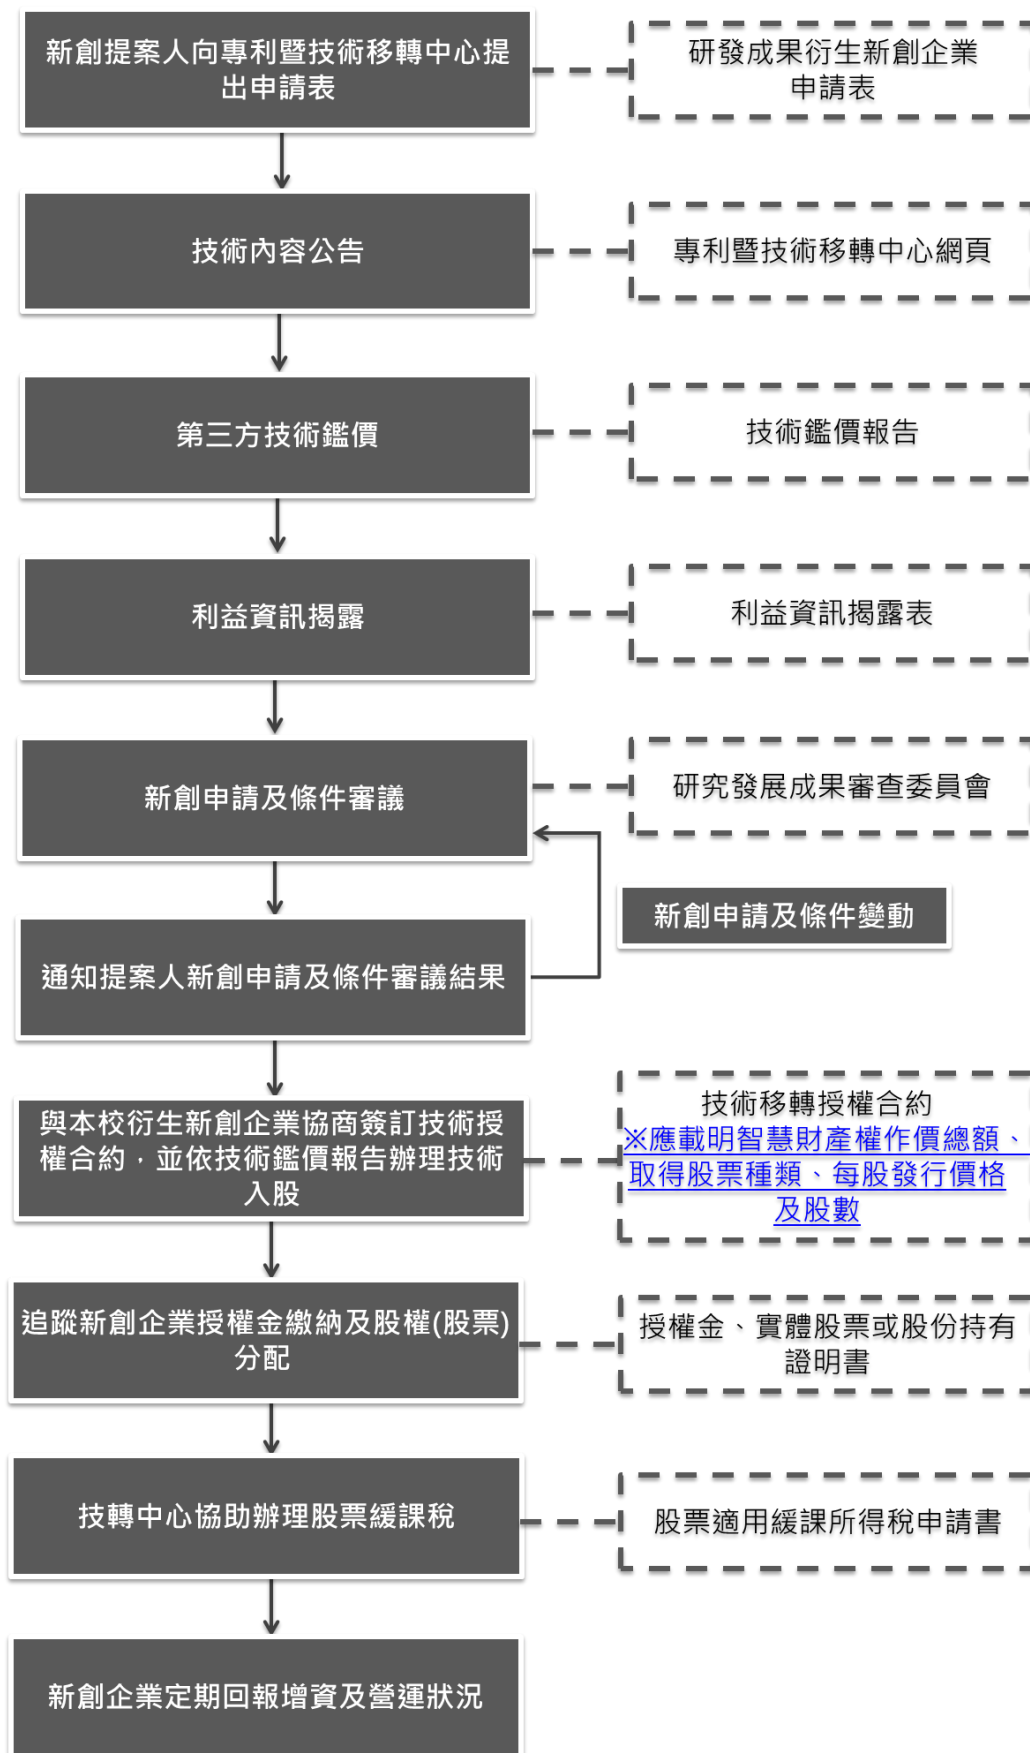 新創提案人向專利暨技術移轉中心提
出申請表
研發成果衍生新創企業
申請表
技術內容公告
專利暨技術移轉中心網頁
第三方技術鑑價
技術鑑價報告
利益資訊揭露
利益資訊揭露表
新創申請及條件審議
研究發展成果審查委員會
新創申請及條件變動
通知提案人新創申請及條件審議結果
與本校衍生新創企業協商簽訂技術授
權合約，並依技術鑑價報告辦理技術
入股
技術移轉授權合約
※應載明智慧財產權作價總額、
取得股票種類、每股發行價格
及股數
追蹤新創企業授權金繳納及股權(股票)
分配
授權金、實體股票或股份持有
證明書
技轉中心協助辦理股票緩課稅
股票適用緩課所得稅申請書
新創企業定期回報增資及營運狀況